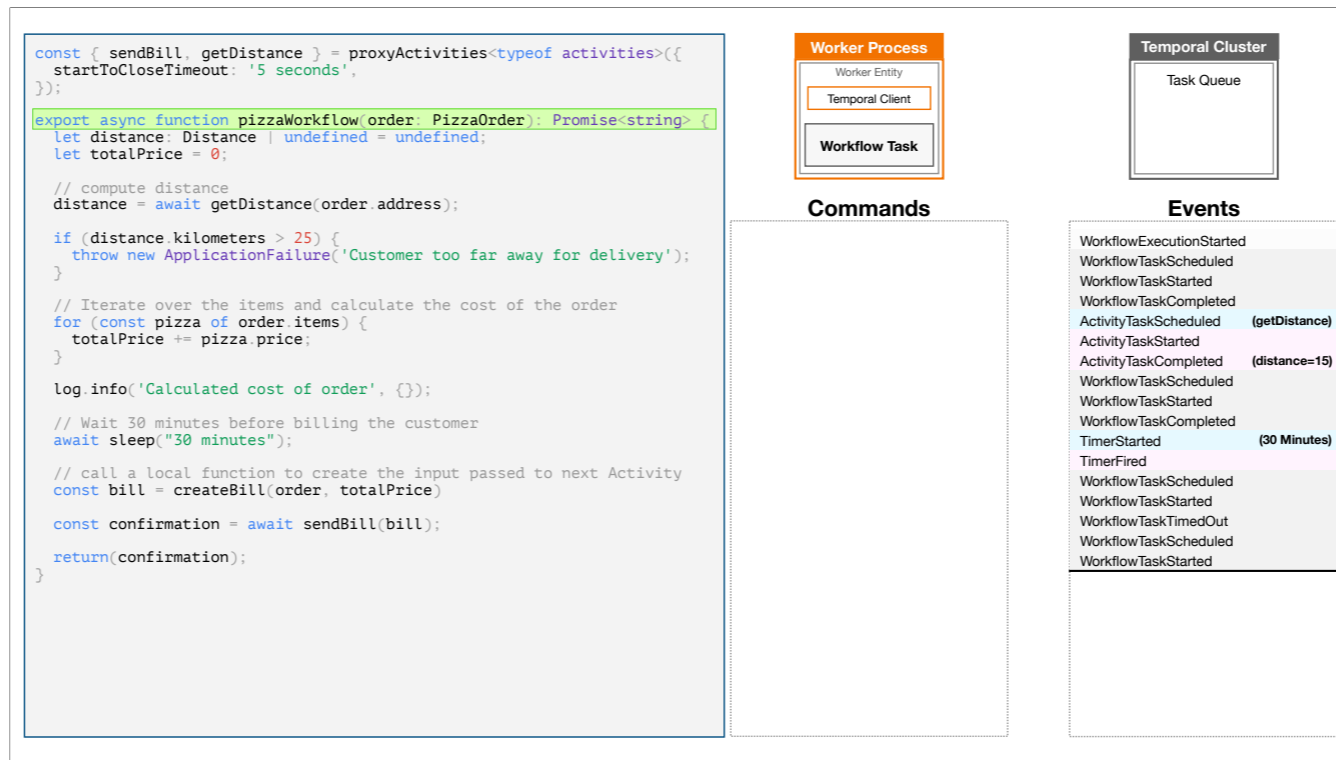 const { sendBill, getDistance } = proxyActivities<typeof activities>({
  startToCloseTimeout: '5 seconds',
});
export async function pizzaWorkflow(order: PizzaOrder): Promise<string> {
  let distance: Distance | undefined = undefined;
  let totalPrice = 0;
  // compute distance
  distance = await getDistance(order.address);
  if (distance.kilometers > 25) {
    throw new ApplicationFailure('Customer too far away for delivery');
  }
  // Iterate over the items and calculate the cost of the order
  for (const pizza of order.items) {
    totalPrice += pizza.price;
  }
  log.info('Calculated cost of order', {});
  // Wait 30 minutes before billing the customer
  await sleep("30 minutes");
  // call a local function to create the input passed to next Activity
  const bill = createBill(order, totalPrice)
  const confirmation = await sendBill(bill);
  return(confirmation);
}
Worker Process
Worker Entity
Temporal Client
Workflow Task
Temporal Cluster
Task Queue
Commands
Events
WorkflowExecutionStarted
WorkflowTaskScheduled
WorkflowTaskStarted
WorkflowTaskCompleted
ActivityTaskScheduled (getDistance)
ActivityTaskStarted
ActivityTaskCompleted (distance=15)
WorkflowTaskScheduled
WorkflowTaskStarted
WorkflowTaskCompleted
TimerStarted (30 Minutes)
TimerFired
WorkflowTaskScheduled
WorkflowTaskStarted
WorkflowTaskTimedOut
WorkflowTaskScheduled
WorkflowTaskStarted